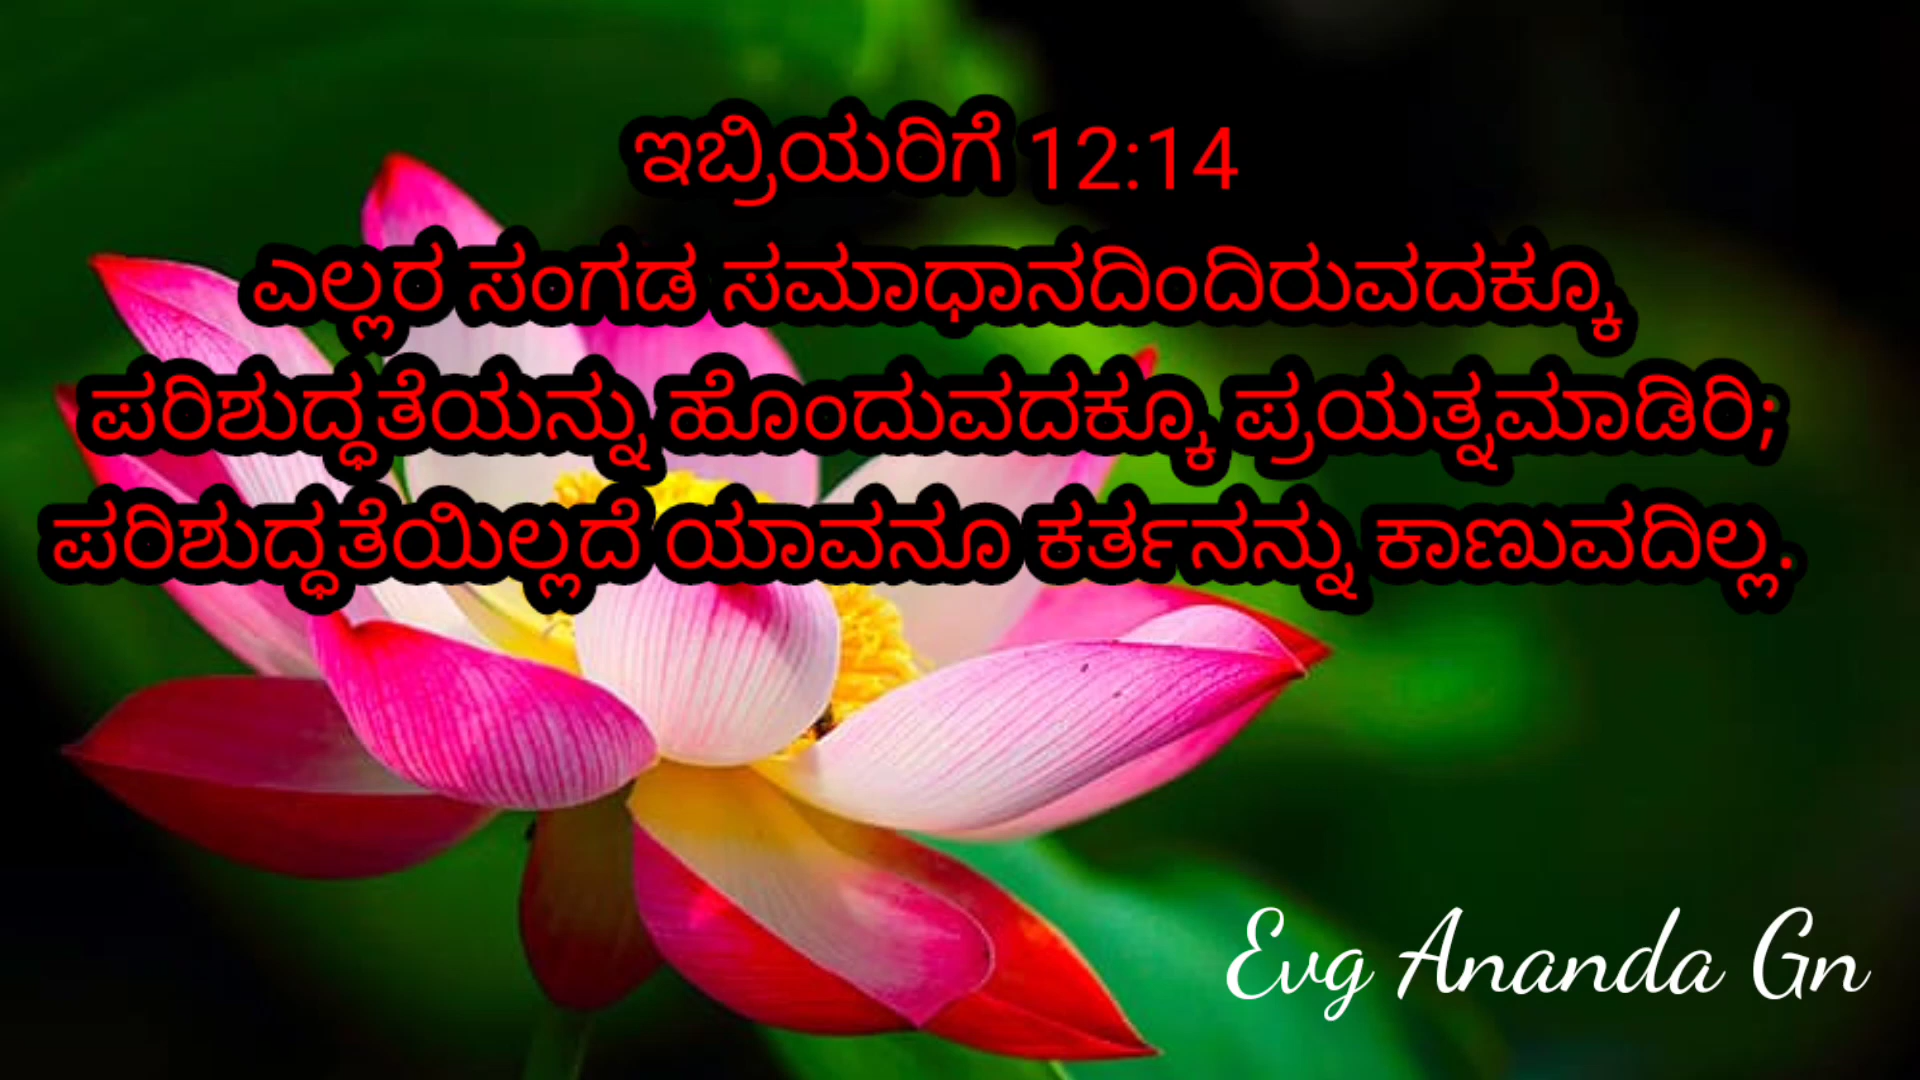 ಇಬ್ರಿಯರಿಗೆ 12:14
ಎಲ್ಲರ ಸಂಗಡ ಸಮಾಧಾನದಿಂದಿರುವದಕ್ಕೂ
ಪರಿಶುದ್ಧತೆಯನ್ನು ಹೊಂದುವದಕ್ಕೂ ಪ್ರಯತ್ನಮಾಡಿರಿ;
ಪರಿಶುದ್ಧತೆಯಿಲ್ಲದೆ ಯಾವನೂ ಕರ್ತನನ್ನು ಕಾಣುವದಿಲ್ಲ.
Evg Ananda Gn